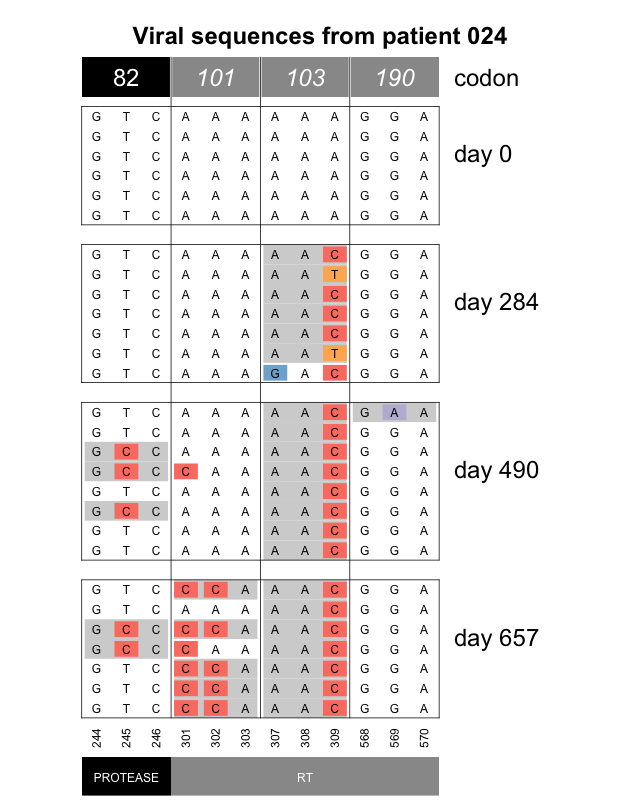 Viral sequences from patient 024
82 101 103 190 codon
G T C A A A A A A G G A
G T C A A A A A A G G A
G T C A A A A A A G G A
G T C A A A A A A G G A
G T C A A A A A A G G A
G T C A A A A A A G G A
day 0
G T C A A A A A C G G A
G T C A A A A A T G G A
G T C A A A A A C G G A
G T C A A A A A C G G A
G T C A A A A A C G G A
G T C A A A A A T G G A
G T C A A A G A C G G A
day 284
G T C A A A A A C G A A
G T C A A A A A C G G A
G C C A A A A A C G G A
G C C C A A A A C G G A
G T C A A A A A C G G A
G C C A A A A A C G G A
G T C A A A A A C G G A
G T C A A A A A C G G A
day 490
G T C C C A A A C G G A
G T C A A A A A C G G A
G C C C C A A A C G G A
G C C C A A A A C G G A
G T C C C A A A C G G A
G T C C C A A A C G G A
G T C C C A A A C G G A
day 657
244 245 246 301 302 303 307 308 309 568 569 570
PROTEASE RT